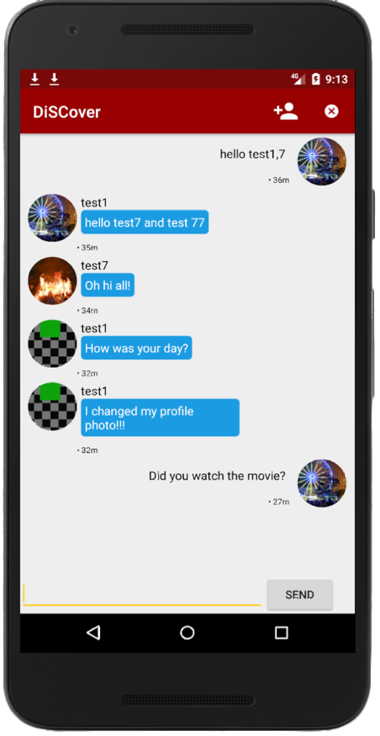 4G 9:13
DiSCover
hello test1,7
• 36m
test1
hello test7 and test 77
• 35m
test7
Oh hi all!
• 34m
test1
How was your day?
• 32m
test1
I changed my profile
photo!!!
• 32m
Did you watch the movie?
• 27m
SEND